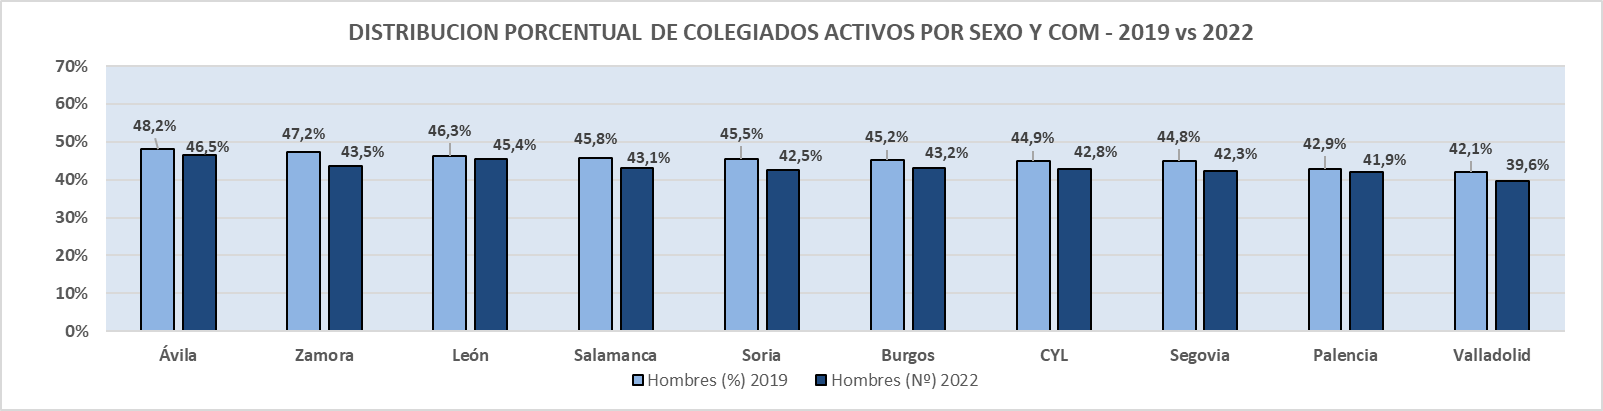 DISTRIBUCION PORCENTUAL DE COLEGIADOS ACTIVOS POR SEXO Y COM - 2019 vs 2022
70%
60%
50%
40%
30%
20%
10%
0%
48,2% 46,5% 47,2% 43,5% 46,3% 45,4% 45,8% 43,1% 45,5% 42,5% 45,2% 43,2% 44,9% 42,8% 44,8% 42,3% 42,9% 41,9% 42,1% 39,6%
Ávila Zamora León Salamanca Soria Burgos CYL Segovia Palencia Valladolid
Hombres (%) 2019 Hombres (Nº) 2022